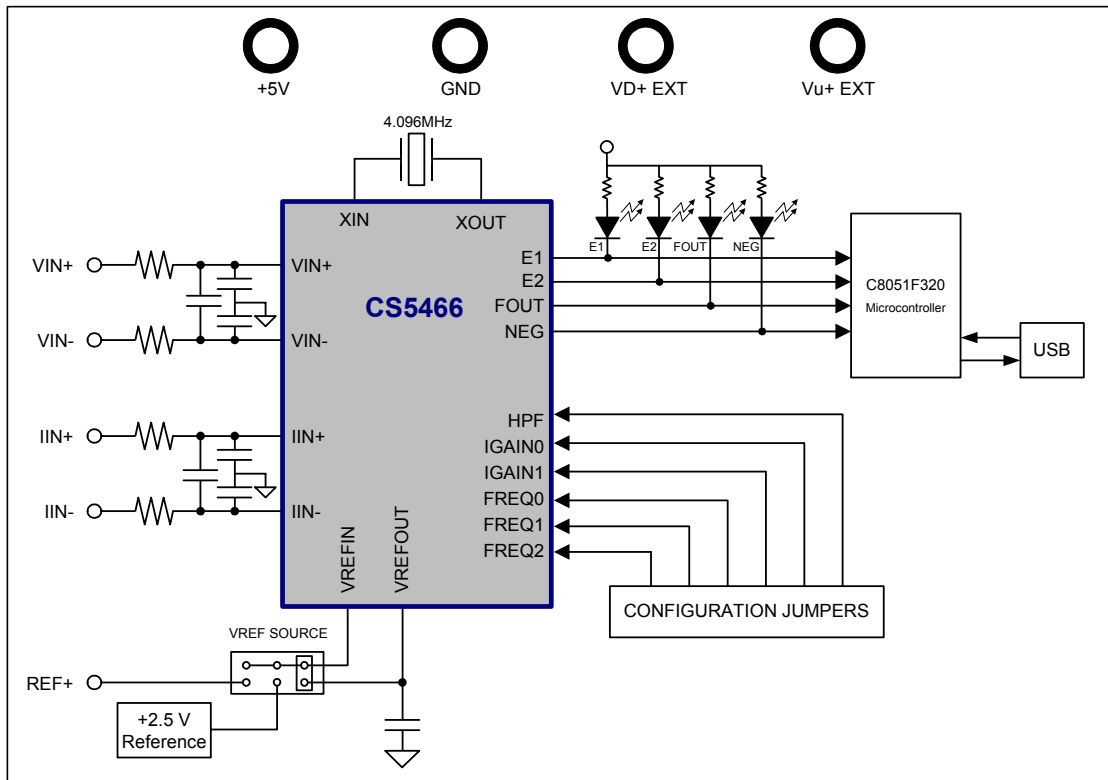 +5V
GND
VD+ EXT
Vu+ EXT
4.096MHz
XIN
XOUT
E1
E2
FOUT
NEG
VIN+
VIN+
E1
E2
C8051F320
Microcontroller
CS5466
FOUT
VIN-
VIN-
NEG
USB
HPF
IIN+
IIN+
IGAIN0
IGAIN1
FREQ0
IIN-
IIN-
FREQ1
FREQ2
VREFIN
VREFOUT
CONFIGURATION JUMPERS
VREF SOURCE
REF+
+2.5 V
Reference